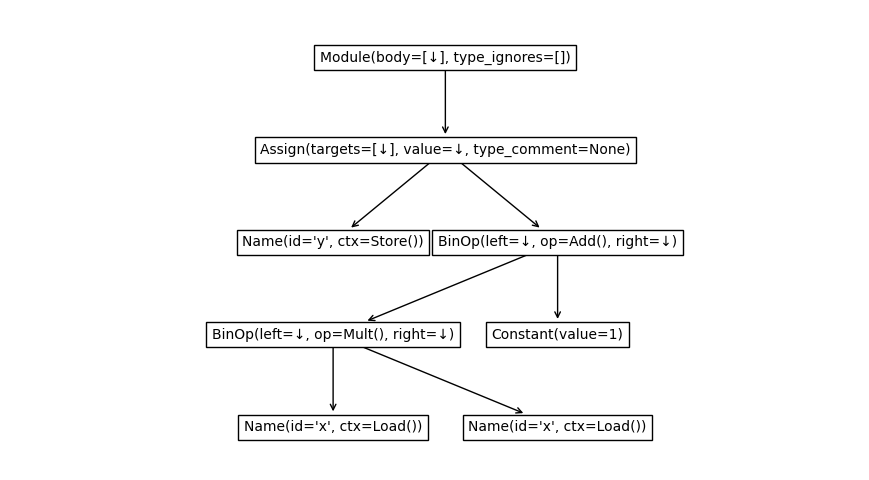 Module(body=[↓], type_ignores=[])
Assign(targets=[↓], value=↓, type_comment=None)
Name(id='y', ctx=Store())
BinOp(left=↓, op=Add(), right=↓)
BinOp(left=↓, op=Mult(), right=↓)
Constant(value=1)
Name(id='x', ctx=Load())
Name(id='x', ctx=Load())